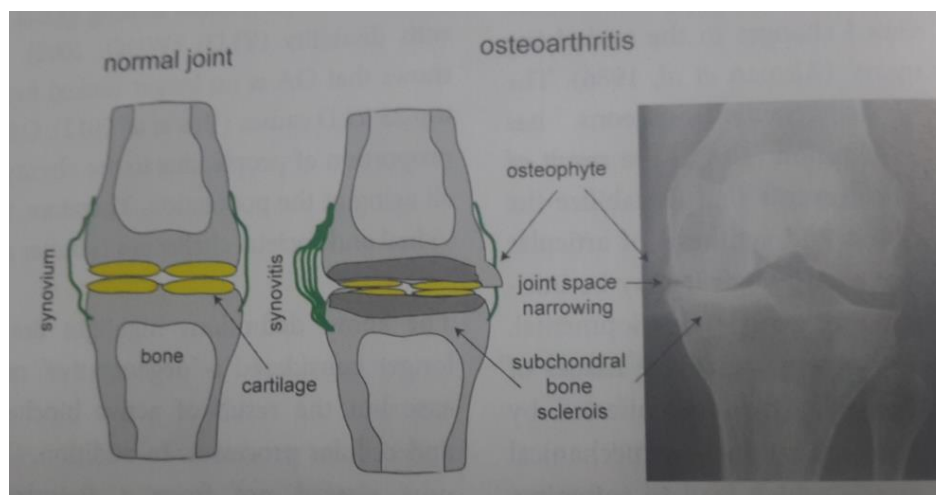 normal joint
osteoarthritis
synovium
bone
cartilage
synovitis
osteophyte
joint space
narrowing
subchondral
bone
sclerois